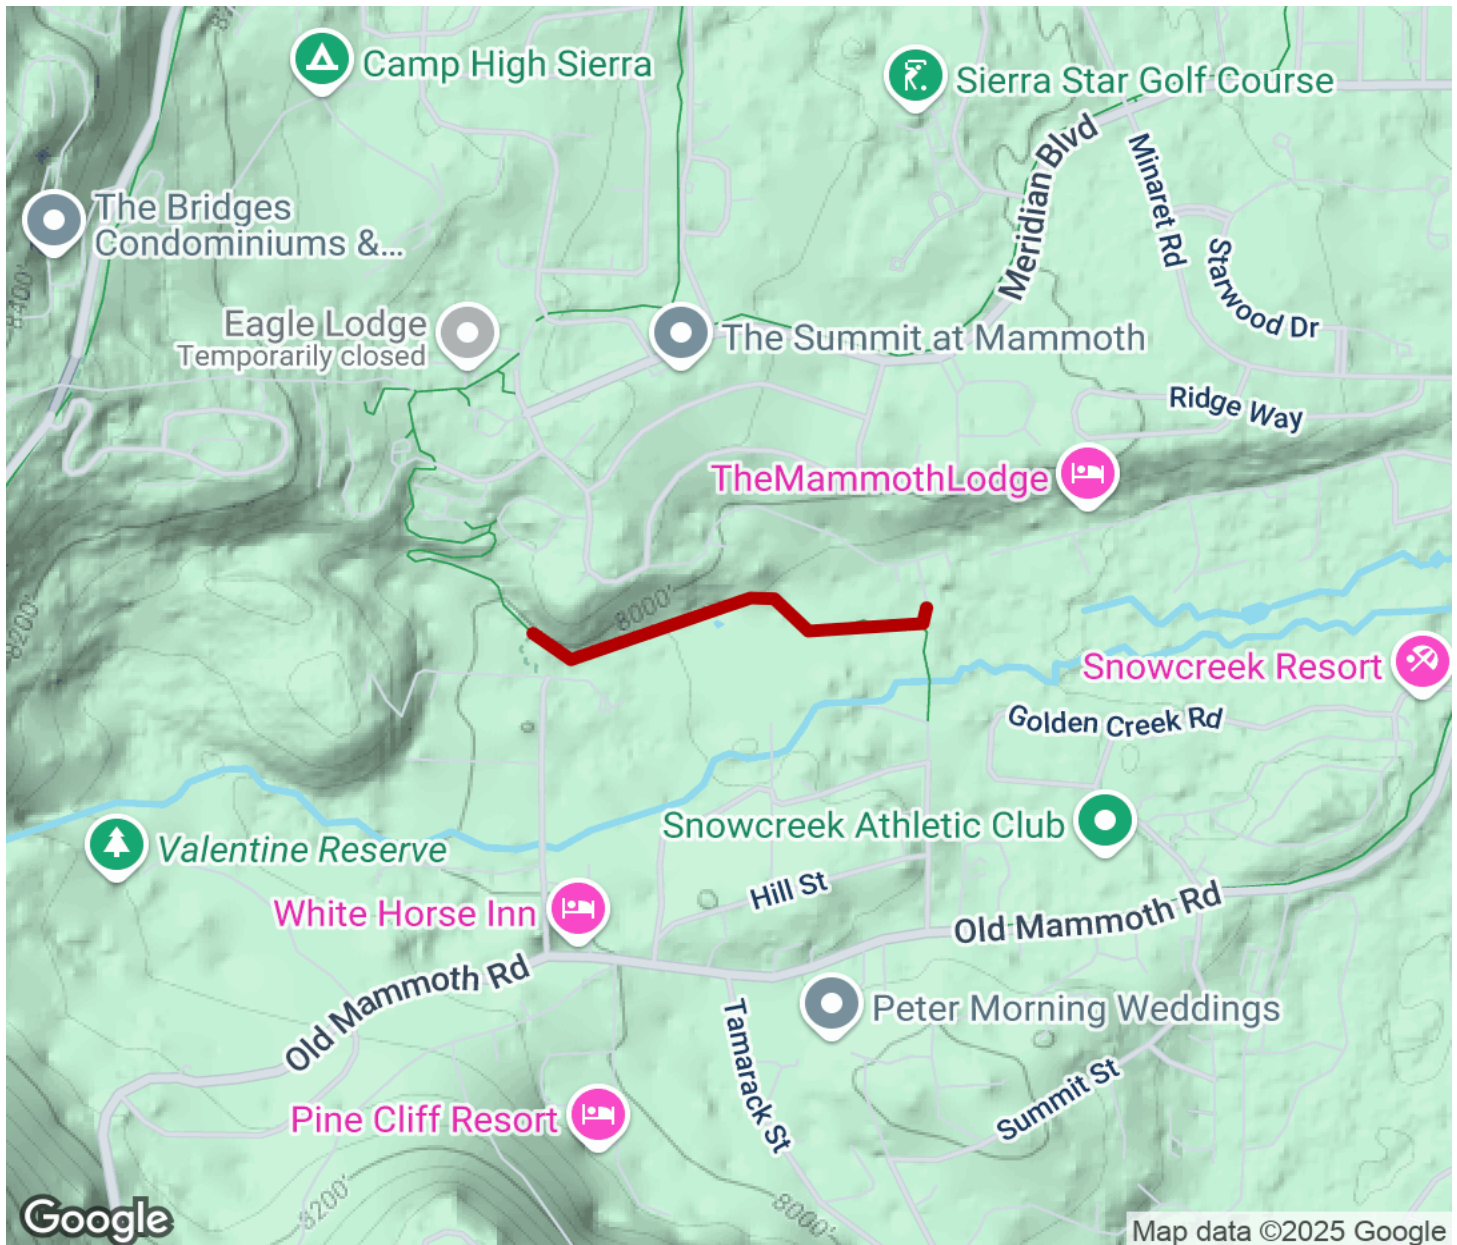 Camp High Sierra
Sierra Star Golf Course
Meridian Blvd
Minaret Rd
The Bridges
Condominiums &...
Starwood Dr
8400'
Eagle Lodge
Temporarily closed
The Summit at Mammoth
Ridge Way
TheMammothLodge
8000'
8200'
Snowcreek Resort
Golden Creek Rd
Snowcreek Athletic Club
Valentine Reserve
Hill St
White Horse Inn
Old Mammoth Rd
Old Mammoth Rd
Peter Morning Weddings
Tamarack St
Summit St
Pine Cliff Resort
8200'
8000'
Google
Map data ©2025 Google